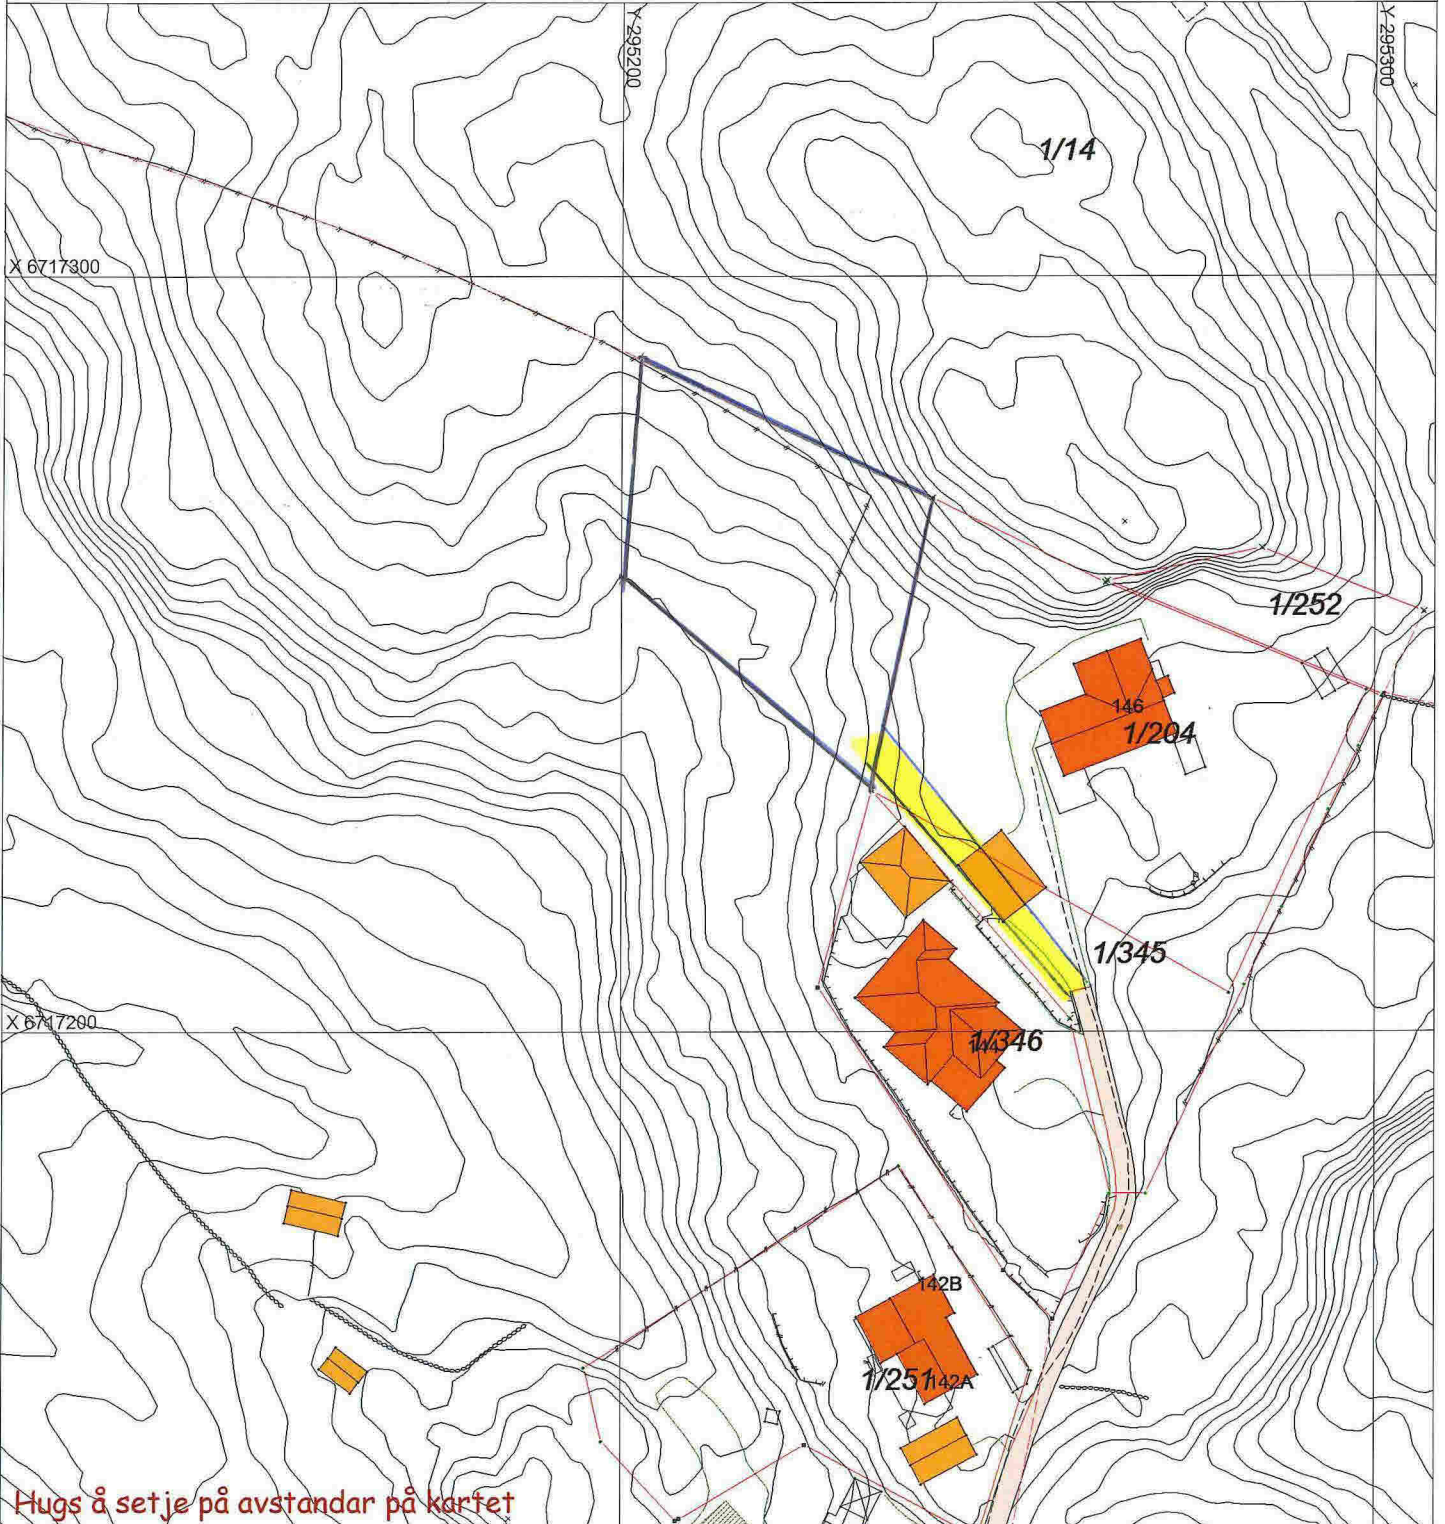 Y 295200
Y 295300
1/14
X 6717300
1/252
146
1/204
1/345
X 6717200
1/346
142B
1/251
142A
Hugs å setje på avstandar på kartet